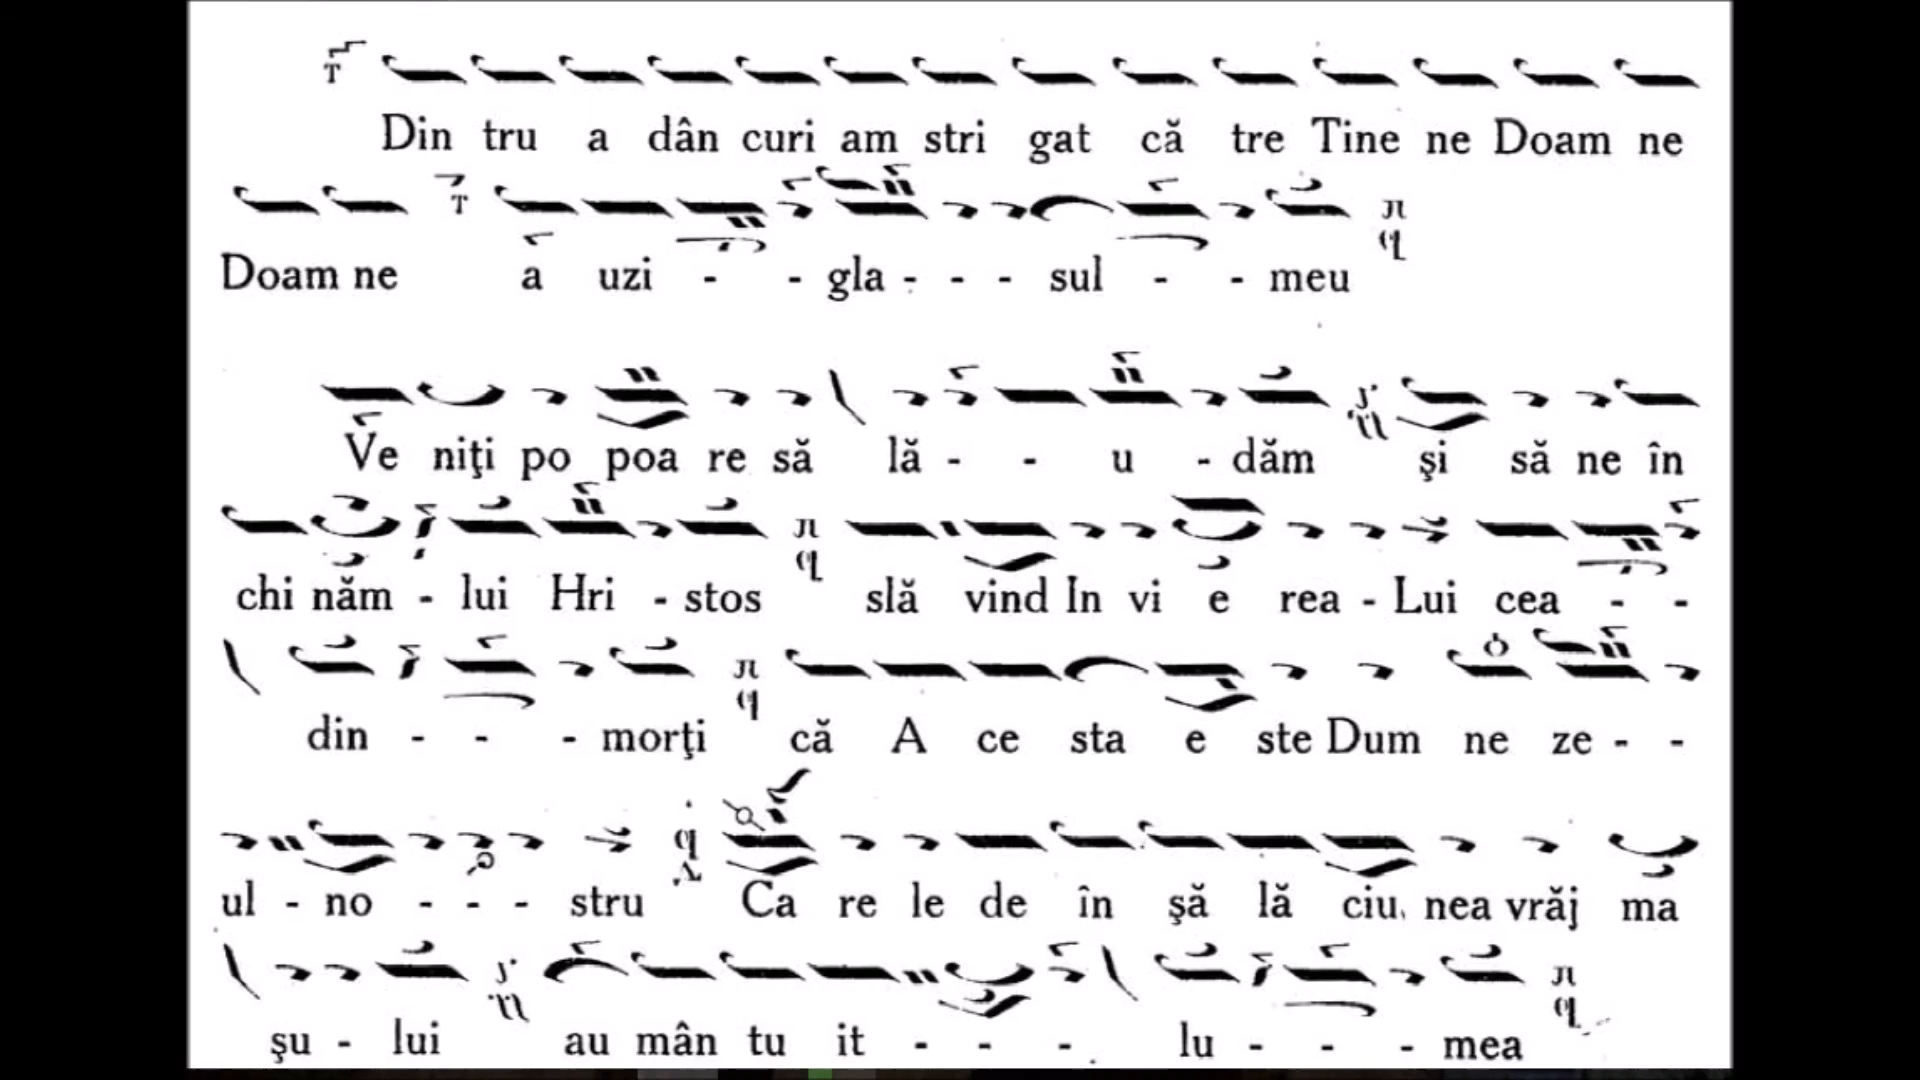 Din tru a dân curi am stri gat că tre Tine ne Doam ne
Doam ne a uzi - - gla - - - sul - - meu
Ve niţi po poa re să lă - - u - dăm şi să ne în
chi năm - lui Hri - stos slă vind In vi e rea - Lui cea - -
din - - - morţi că A ce sta e ste Dum ne ze - -
ul - no - - - stru Ca re le de în şă lă ciu nea vrăj ma
şu - lui au mân tu it - - - lu - - - mea